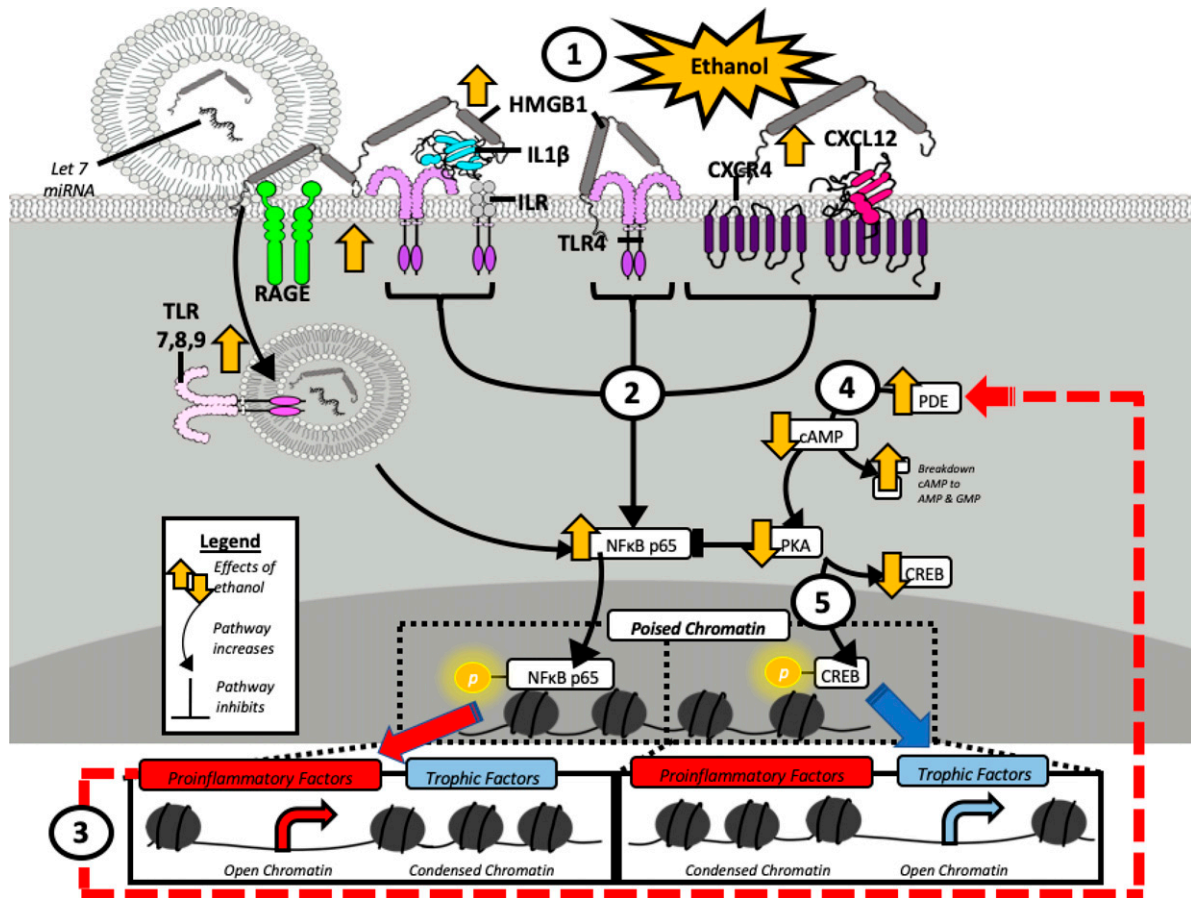 1
Ethanol
HMGB1
IL1β
CXCL12
Let 7
miRNA
CXCR4
ILR
TLR4
RAGE
TLR
7,8,9
2
4
PDE
cAMP
Breakdown
cAMP to
AMP & GMP
Legend
Effects of
ethanol
Pathway
increases
Pathway
inhibits
NFκB p65
PKA
CREB
5
Poised Chromatin
p
NFκB p65
p
CREB
Proinflammatory Factors
Trophic Factors
Proinflammatory Factors
Trophic Factors
3
Open Chromatin
Condensed Chromatin
Condensed Chromatin
Open Chromatin